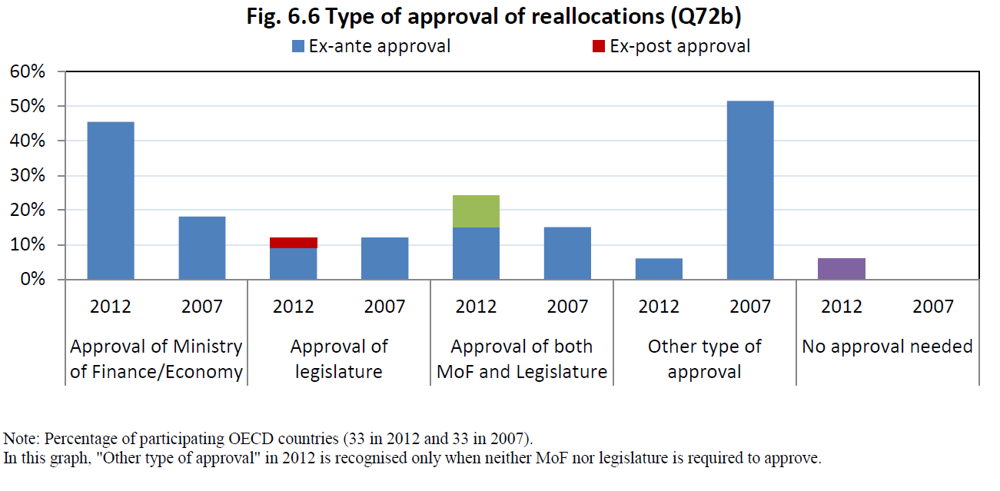 Fig. 6.6 Type of approval of reallocations (Q72b)
Ex-ante approval Ex-post approval
60%
50%
40%
30%
20%
10%
0%
2012 2007 2012 2007 2012 2007 2012 2007 2012 2007
Approval of Ministry Approval of Approval of both Other type of No approval needed
of Finance/Economy legislature MoF and Legislature approval
Note: Percentage of participating OECD countries (33 in 2012 and 33 in 2007).
In this graph, "Other type of approval" in 2012 is recognised only when neither MoF nor legislature is required to approve.